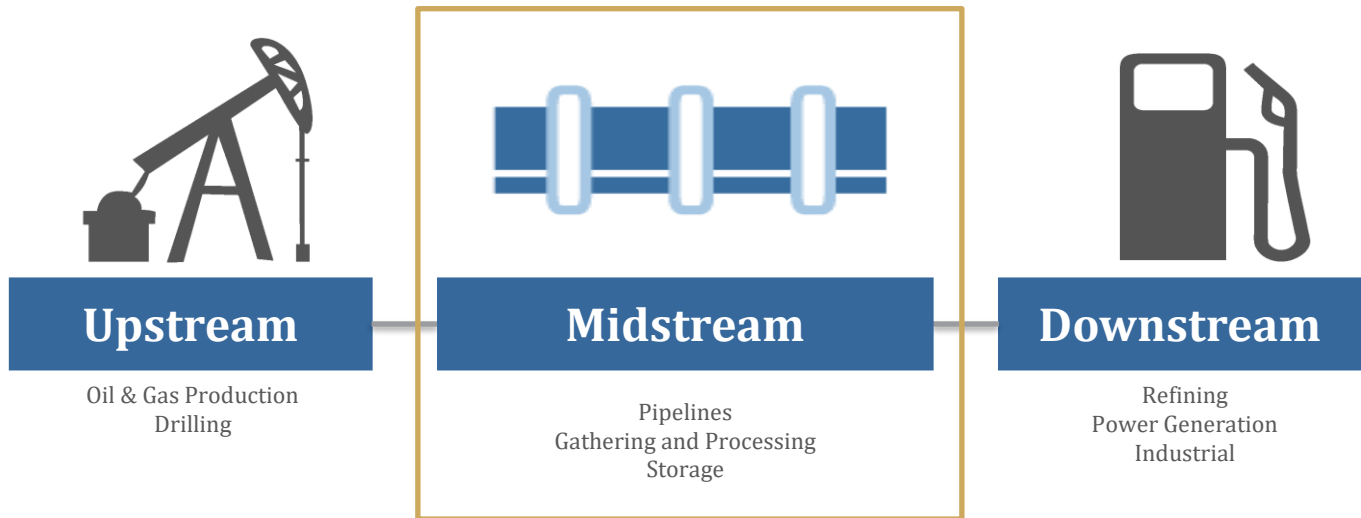 Upstream
Oil & Gas Production
Drilling
Midstream
Pipelines
Gathering and Processing
Storage
Downstream
Refining
Power Generation
Industrial